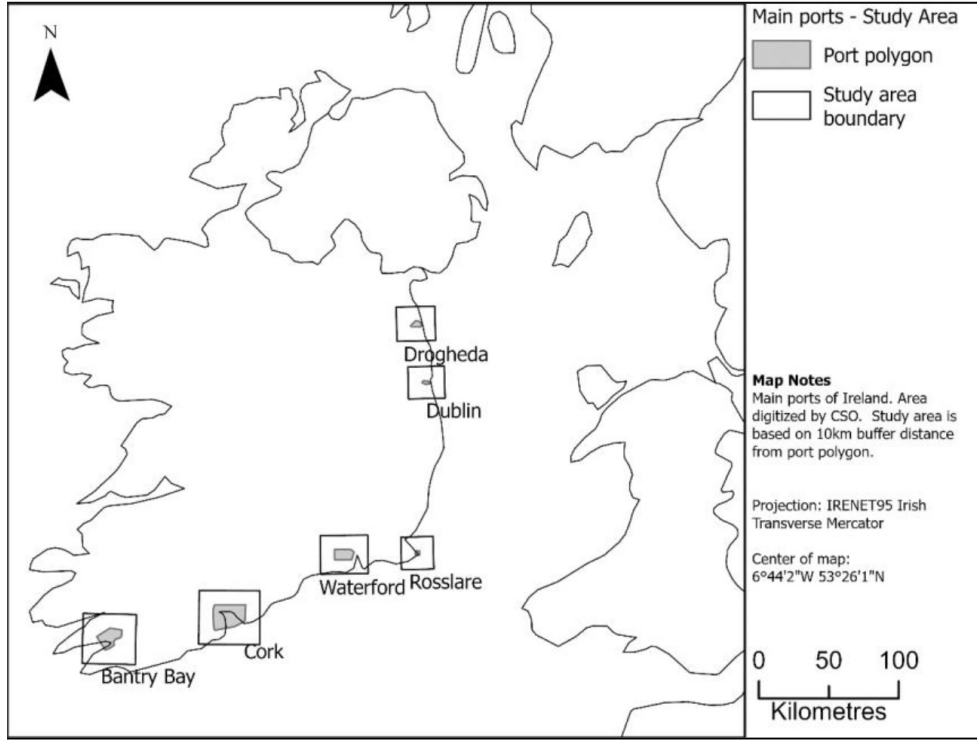 N
Main ports - Study Area
Port polygon
Study area
boundary
Drogheda
Dublin
Waterford
Rosslare
Cork
Bantry Bay
Map Notes
Main ports of Ireland. Area
digitized by CSO. Study area is
based on 10km buffer distance
from port polygon.
Projection: IRENET95 Irish
Transverse Mercator
Center of map:
6°44'2"W 53°26'1"N
0 50 100
Kilometres